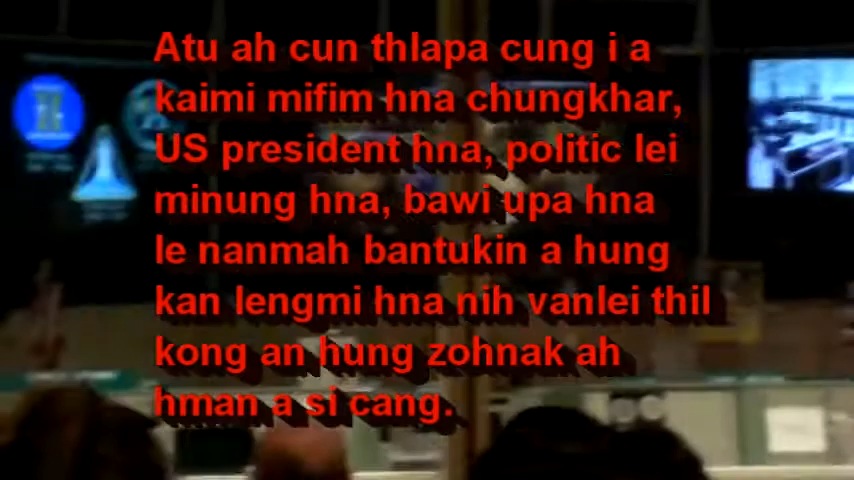 Atu ah cun thlapa cung i a
kaimi mifim hna chungkhar,
US president hna, politic lei
minung hna, bawi upa hna
le nanmah bantukin a hung
kan lengmi hna nih vanlei thil
kong an hung zohnak ah
hman a si cang.